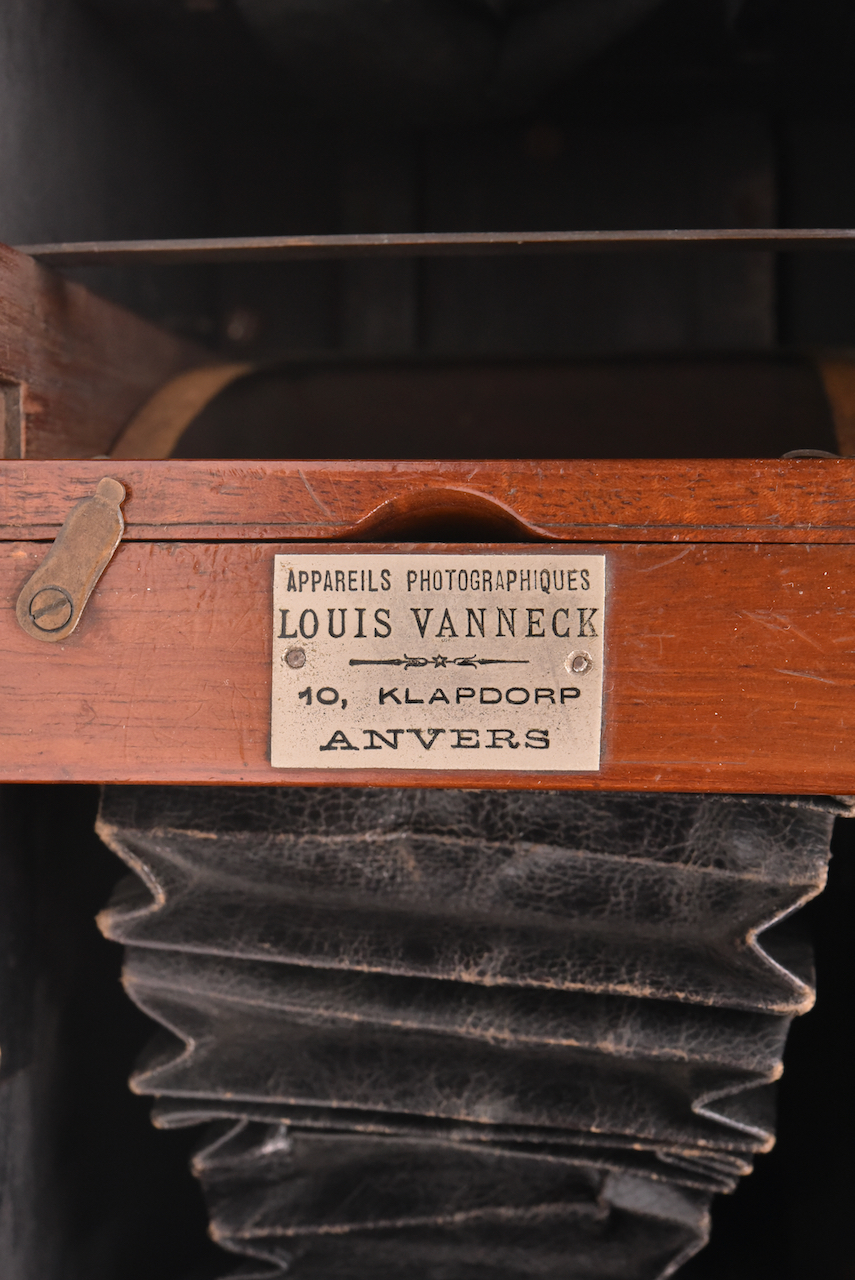 APPAREILS PHOTOGRAPHIQUES
LOUIS VANNECK
10, KLAPDORP
ANVERS